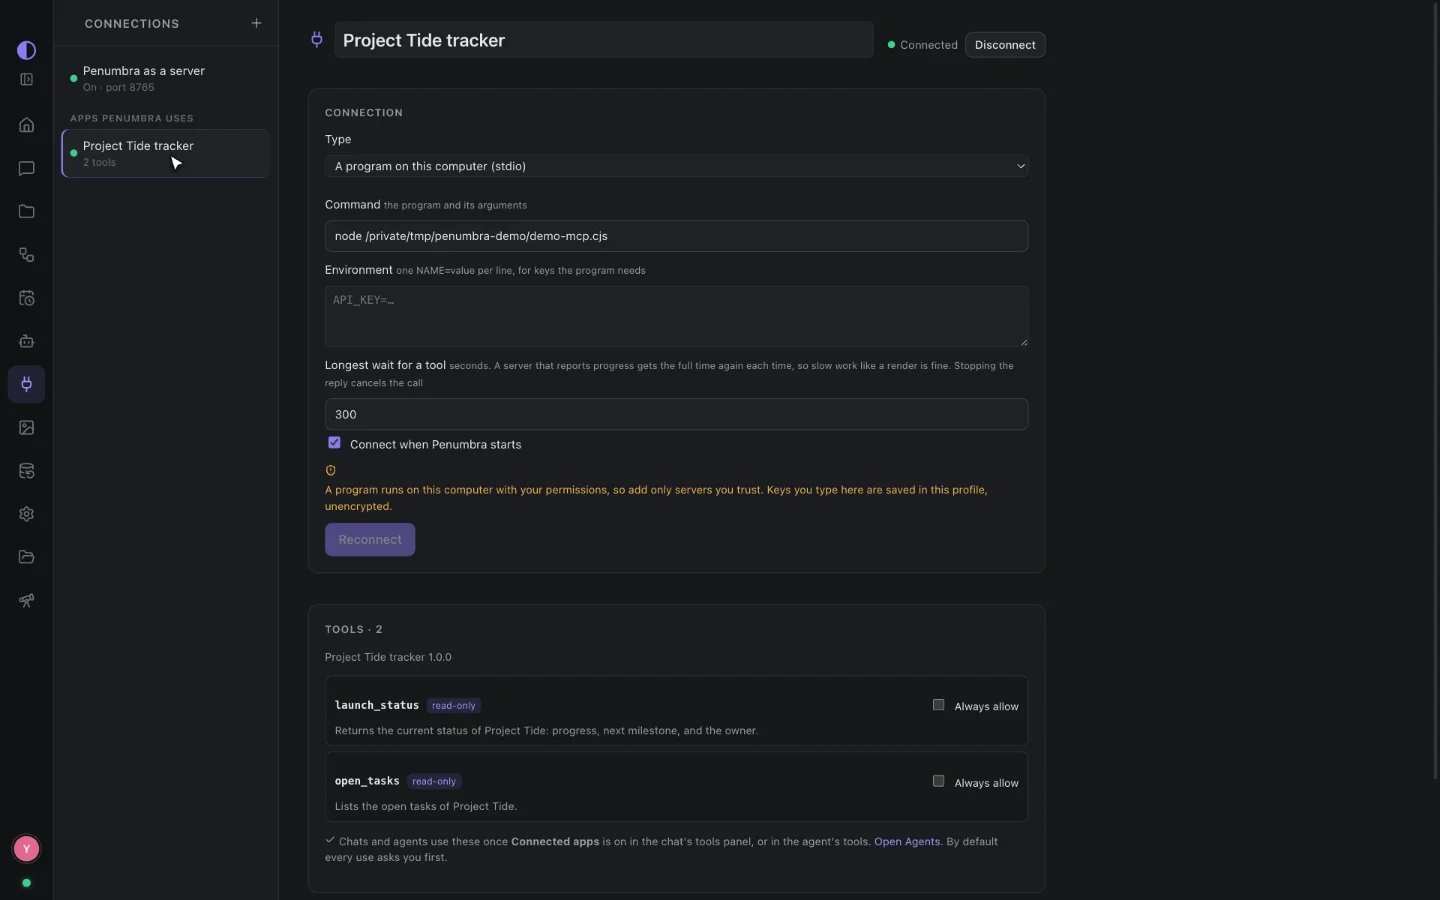 CONNECTIONS
Penumbra as a server
On · port 8765
APPS PENUMBRA USES
Project Tide tracker
2 tools
Y
Project Tide tracker
Connected
Disconnect
CONNECTION
Type
A program on this computer (stdio)
Command the program and its arguments
node /private/tmp/penumbra-demo/demo-mcp.cjs
Environment one NAME=value per line, for keys the program needs
API_KEY=…
Longest wait for a tool seconds. A server that reports progress gets the full time again each time, so slow work like a render is fine. Stopping the
reply cancels the call
300
Connect when Penumbra starts
A program runs on this computer with your permissions, so add only servers you trust. Keys you type here are saved in this profile,
unencrypted.
Reconnect
TOOLS · 2
Project Tide tracker 1.0.0
launch_status read-only
Always allow
Returns the current status of Project Tide: progress, next milestone, and the owner.
open_tasks read-only
Always allow
Lists the open tasks of Project Tide.
Chats and agents use these once Connected apps is on in the chat's tools panel, or in the agent's tools. Open Agents. By default
every use asks you first.